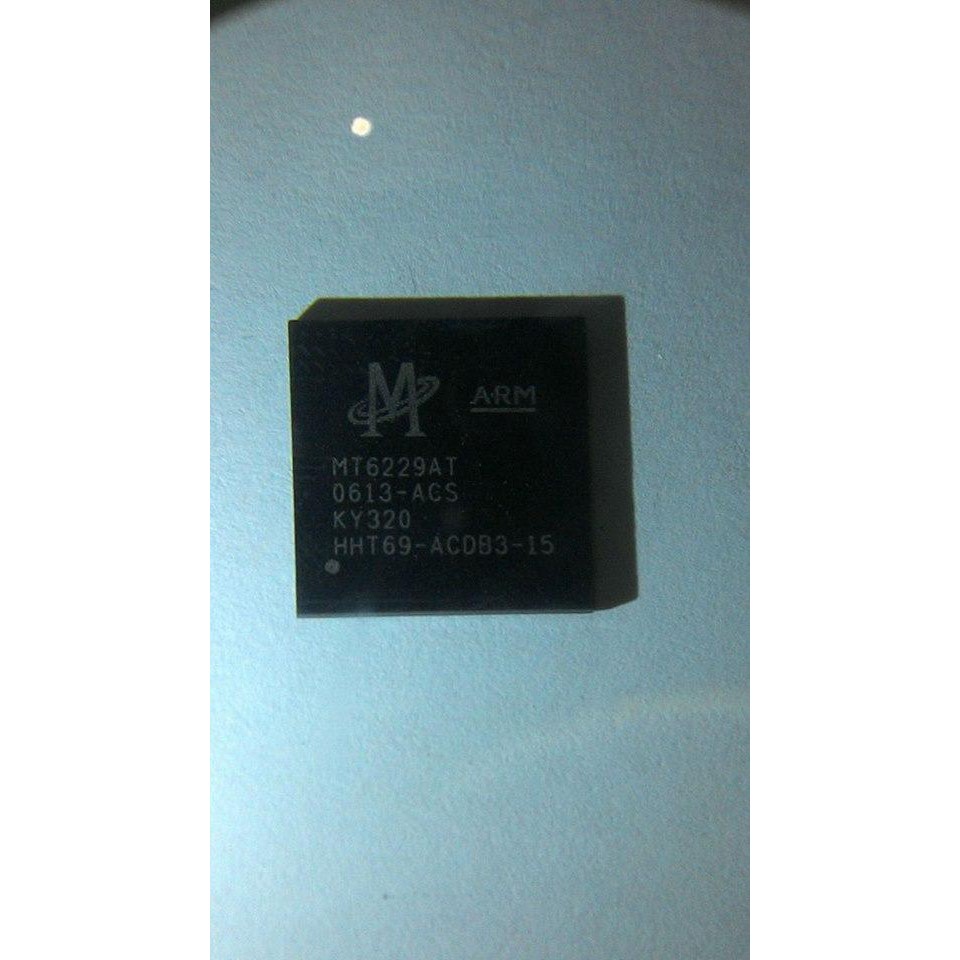 M ARM
MT6229AT
0613-ACS
KY320
HHT69-ACDB3-15